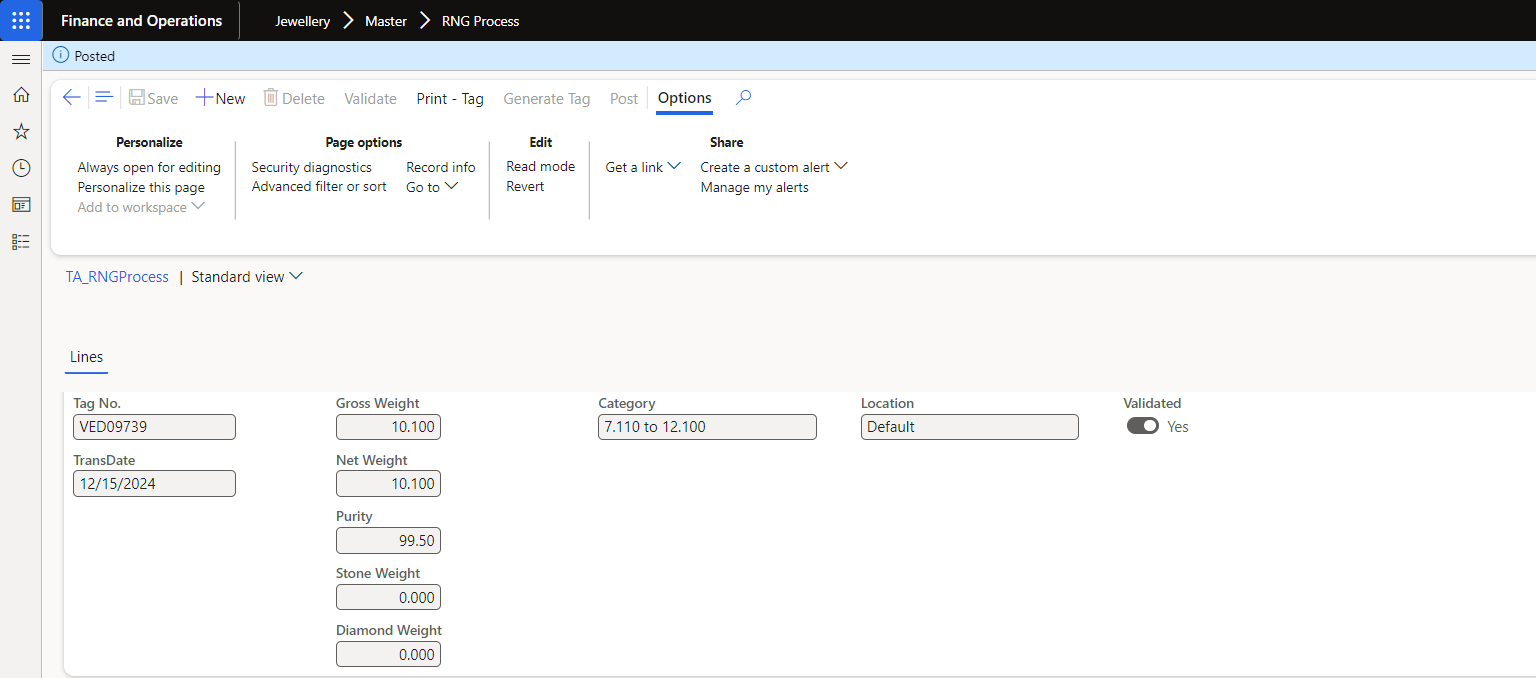 Finance and Operations Jewellery Master RNG Process
Posted
Save New Delete Validate Print - Tag Generate Tag Post Options
Personalize
Always open for editing
Personalize this page
Add to workspace
Page options
Security diagnostics Record info
Advanced filter or sort Go to
Edit
Read mode
Revert
Share
Get a link Create a custom alert
Manage my alerts
TA_RNGProcess | Standard view
Lines
Tag No.
VED09739
TransDate
12/15/2024
Gross Weight
10.100
Net Weight
10.100
Purity
99.50
Stone Weight
0.000
Diamond Weight
0.000
Category
7.110 to 12.100
Location
Default
Validated
Yes